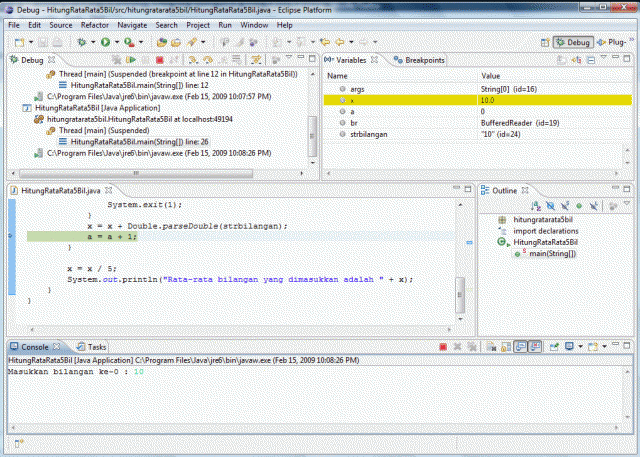 Debug - HitungRataRata5Bil/src/hitungratarata5bil/HitungRataRata5Bil.java - Eclipse Platform
File Edit Source Refactor Navigate Search Project Run Window Help
Debug Plug-
Debug
Thread [main] (Suspended (breakpoint at line 12 in HitungRataRata5Bil))
HitungRataRata5Bil.main(String[]) line: 12
C:\Program Files\Java\jre6\bin\javaw.exe (Feb 15, 2009 10:07:57 PM)
HitungRataRata5Bil [Java Application]
hitungratarata5bil.HitungRataRata5Bil at localhost:49194
Thread [main] (Suspended)
HitungRataRata5Bil.main(String[]) line: 26
C:\Program Files\Java\jre6\bin\javaw.exe (Feb 15, 2009 10:08:26 PM)
Variables Breakpoints
Name Value
args String[0] (id=16)
x 10.0
a 0
br BufferedReader (id=19)
strbilangan "10" (id=24)
HitungRataRata5Bil.java
System.exit(1);
}
x = x + Double.parseDouble(strbilangan);
a = a + 1;
}
x = x / 5;
System.out.println("Rata-rata bilangan yang dimasukkan adalah " + x);
}
}
Outline
hitungratarata5bil
import declarations
HitungRataRata5Bil
main(String[])
Console Tasks
HitungRataRata5Bil [Java Application] C:\Program Files\Java\jre6\bin\javaw.exe (Feb 15, 2009 10:08:26 PM)
Masukkan bilangan ke-0 : 10